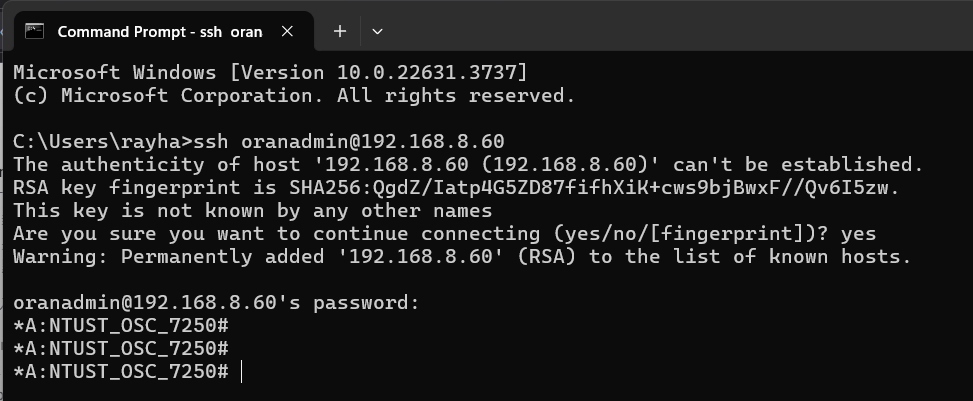 Command Prompt - ssh oran
Microsoft Windows [Version 10.0.22631.3737]
(c) Microsoft Corporation. All rights reserved.
C:\Users\rayha>ssh oranadmin@192.168.8.60
The authenticity of host '192.168.8.60 (192.168.8.60)' can't be established.
RSA key fingerprint is SHA256:QgdZ/Iatp4G5ZD87fifhXiK+cws9bjBwxF//Qv6I5zw.
This key is not known by any other names
Are you sure you want to continue connecting (yes/no/[fingerprint])? yes
Warning: Permanently added '192.168.8.60' (RSA) to the list of known hosts.
oranadmin@192.168.8.60's password:
*A:NTUST_OSC_7250#
*A:NTUST_OSC_7250#
*A:NTUST_OSC_7250#